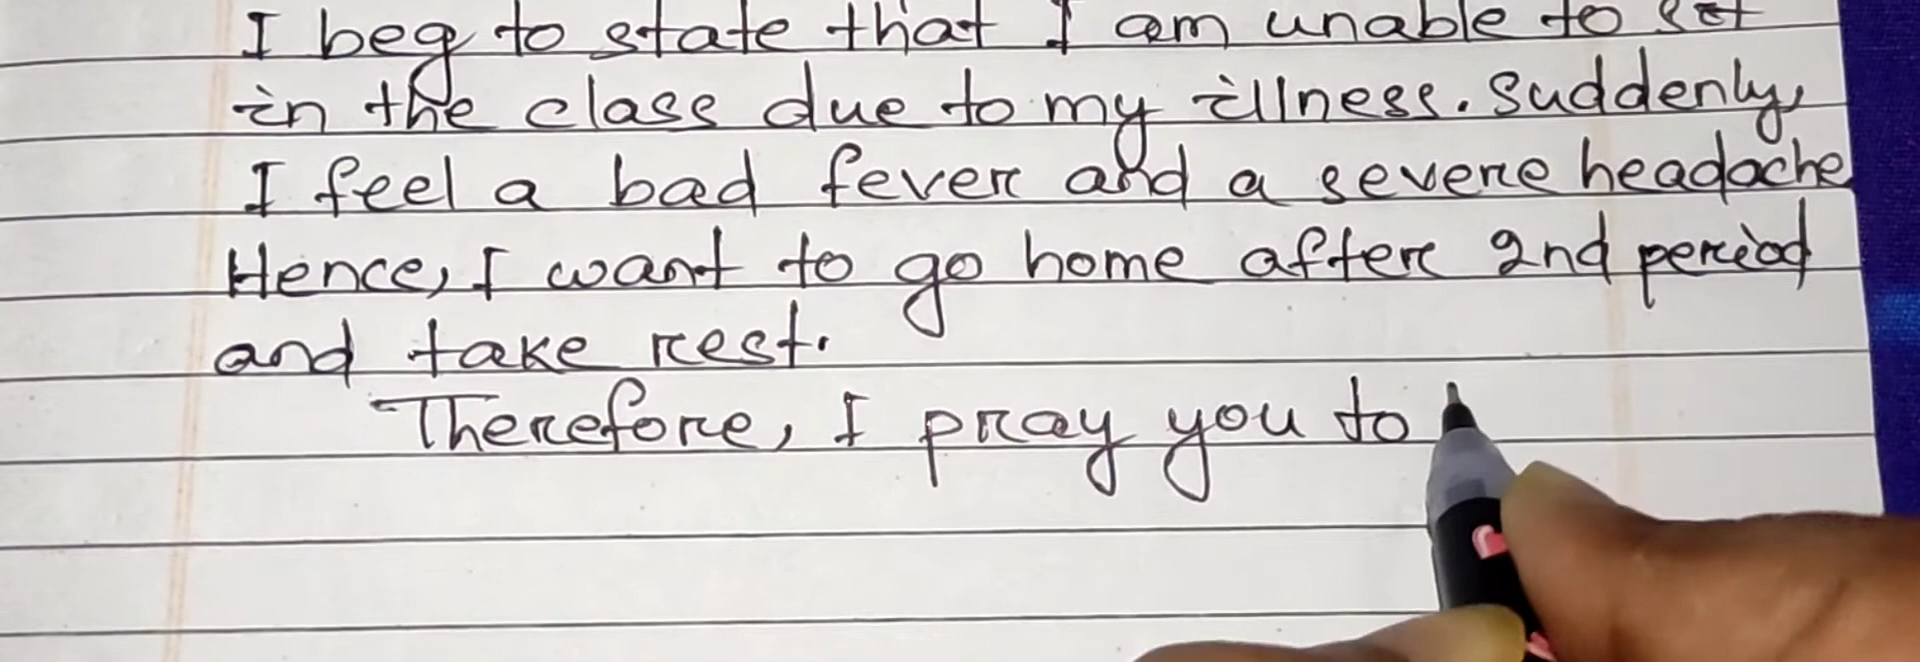 I beg to state that I am unable to set
in the class due to my illness. Suddenly,
I feel a bad fever and a severe headache
Hence, I want to go home after 2nd period
and take rest.
Therefore, I pray you to